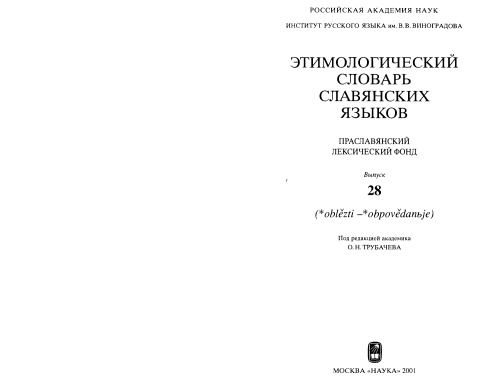 РОССИЙСКАЯ АКАДЕМИЯ НАУК
ИНСТИТУТ РУССКОГО ЯЗЫКА им. В.В. ВИНОГРАДОВА
ЭТИМОЛОГИЧЕСКИЙ
СЛОВАРЬ
СЛАВЯНСКИХ
ЯЗЫКОВ
ПРАСЛАВЯНСКИЙ
ЛЕКСИЧЕСКИЙ ФОНД
Выпуск
28
(*oblězti –*obpovědanьje)
Под редакцией академика
О.Н. ТРУБАЧЕВА
МОСКВА «НАУКА» 2001